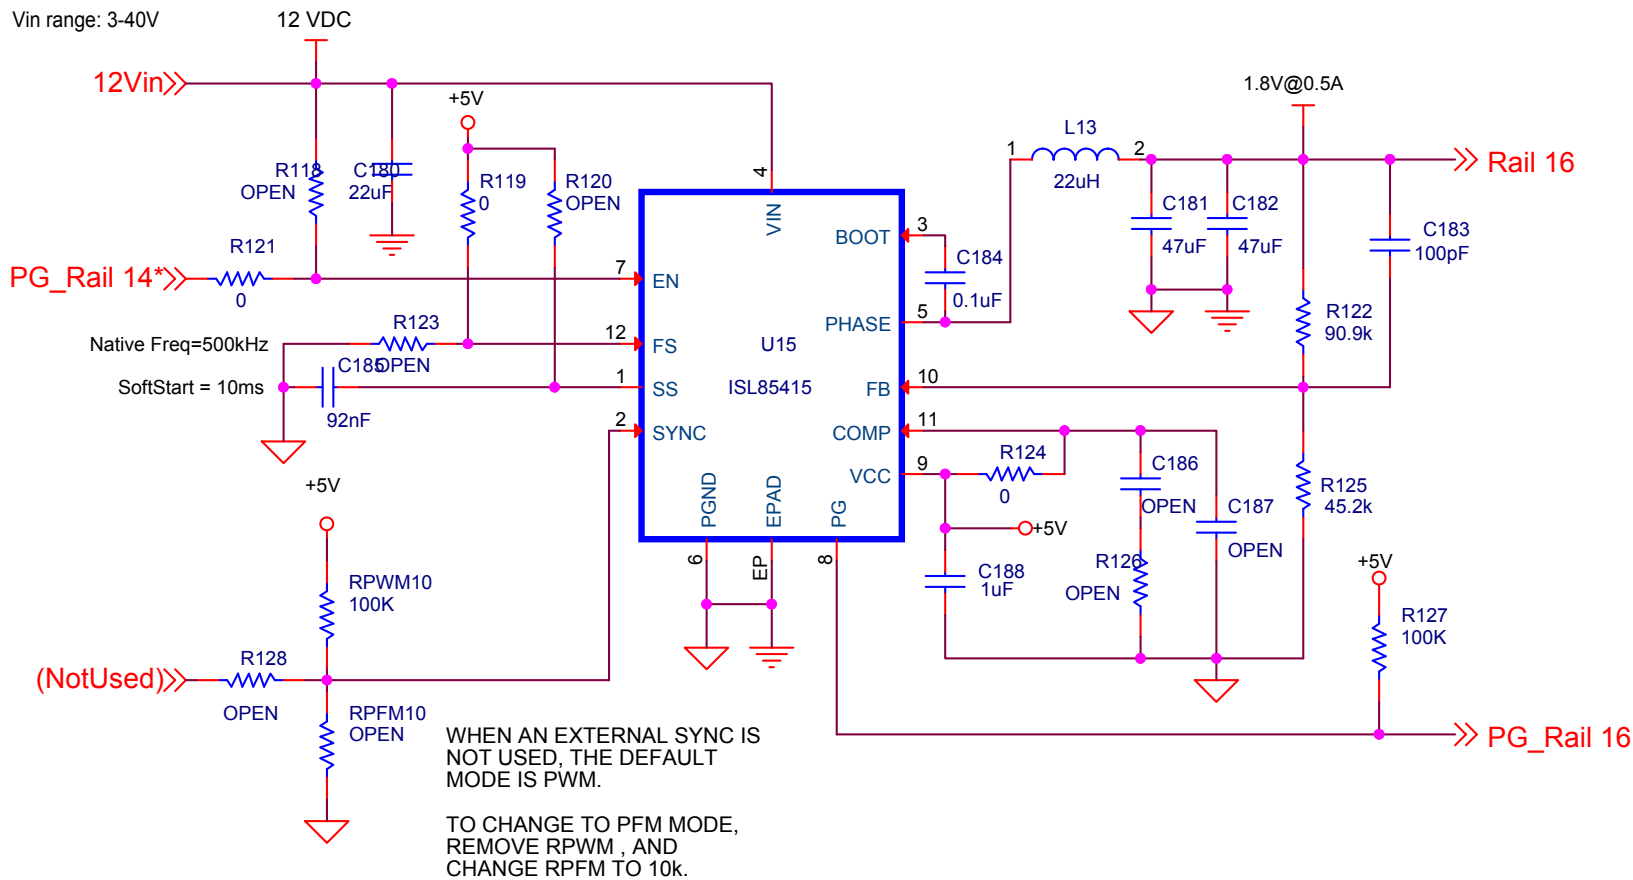 Vin range: 3-40V
12 VDC
12Vin
+5V
1.8V@0.5A
L13
1
2
22uH
Rail 16
R118
OPEN
C180
22uF
R119
0
R120
OPEN
4
VIN
BOOT
3
C181
47uF
C182
47uF
C183
100pF
R121
0
PG_Rail 14*
7
EN
C184
0.1uF
PHASE
5
R122
90.9k
Native Freq=500kHz
R123
OPEN
12
FS
U15
C185
92nF
SoftStart = 10ms
1
SS
ISL85415
FB
10
2
SYNC
COMP
11
R124
0
VCC
9
C186
OPEN
C187
OPEN
R125
45.2k
+5V
PGND
EPAD
PG
+5V
6
EP
8
C188
1uF
R126
OPEN
+5V
RPWM10
100K
R127
100K
(NotUsed)
R128
OPEN
RPFM10
OPEN
PG_Rail 16
WHEN AN EXTERNAL SYNC IS
NOT USED, THE DEFAULT
MODE IS PWM.
TO CHANGE TO PFM MODE,
REMOVE RPWM , AND
CHANGE RPFM TO 10k.